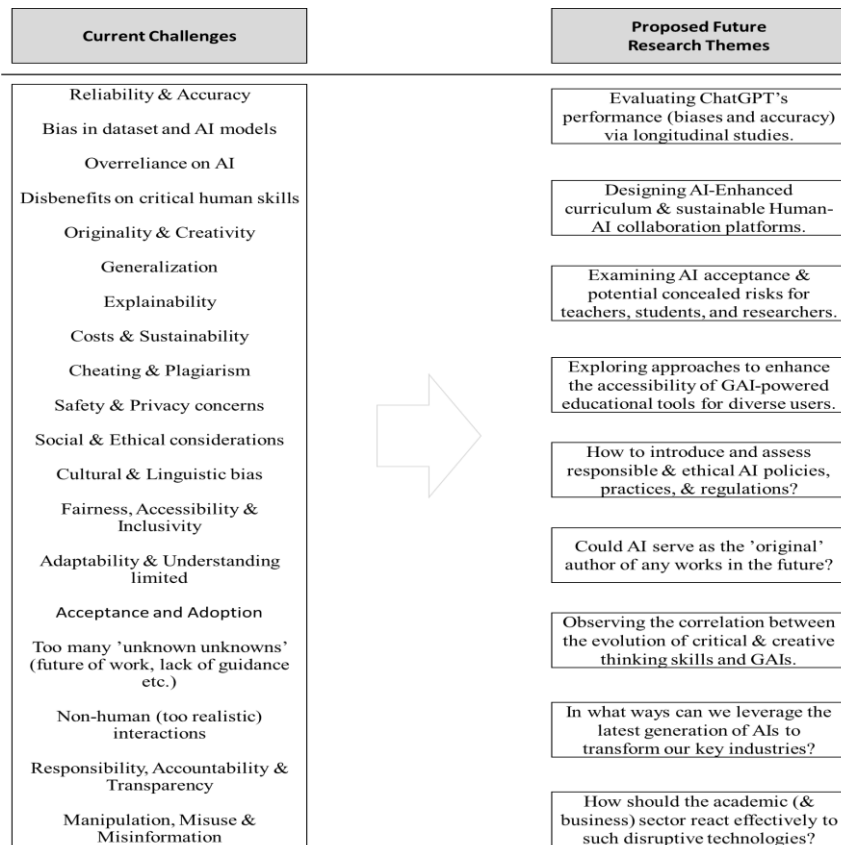 Current Challenges
Proposed Future
Research Themes
Reliability & Accuracy
Bias in dataset and AI models
Overreliance on AI
Disbenefits on critical human skills
Originality & Creativity
Generalization
Explainability
Costs & Sustainability
Cheating & Plagiarism
Safety & Privacy concerns
Social & Ethical considerations
Cultural & Linguistic bias
Fairness, Accessibility &
Inclusivity
Adaptability & Understanding
limited
Acceptance and Adoption
Too many 'unknown unknowns'
(future of work, lack of guidance
etc.)
Non-human (too realistic)
interactions
Responsibility, Accountability &
Transparency
Manipulation, Misuse &
Misinformation
Evaluating ChatGPT's
performance (biases and accuracy)
via longitudinal studies.
Designing AI-Enhanced
curriculum & sustainable Human-
AI collaboration platforms.
Examining AI acceptance &
potential concealed risks for
teachers, students, and researchers.
Exploring approaches to enhance
the accessibility of GAI-powered
educational tools for diverse users.
How to introduce and assess
responsible & ethical AI policies,
practices, & regulations?
Could AI serve as the 'original'
author of any works in the future?
Observing the correlation between
the evolution of critical & creative
thinking skills and GAIs.
In what ways can we leverage the
latest generation of AIs to
transform our key industries?
How should the academic (&
business) sector react effectively to
such disruptive technologies?